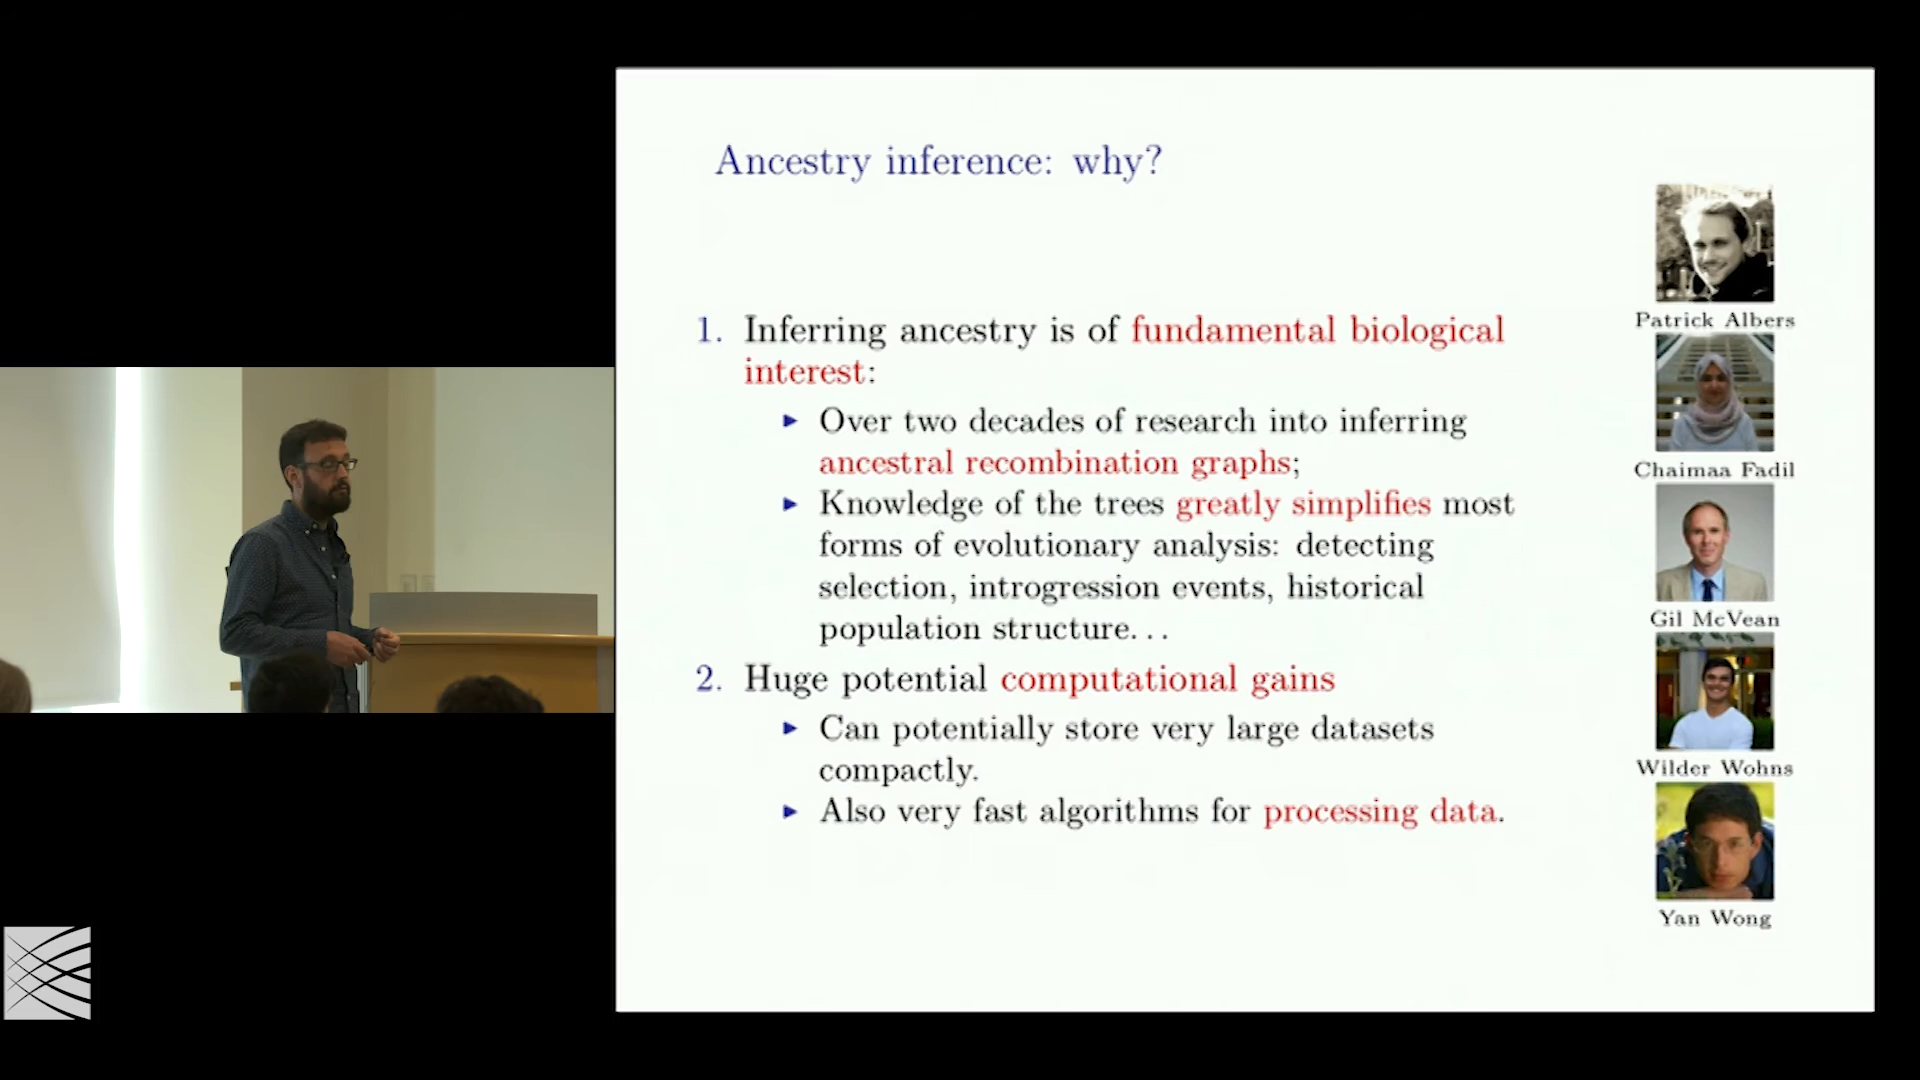 Ancestry inference: why?
1. Inferring ancestry is of fundamental biological
interest:
▶ Over two decades of research into inferring
ancestral recombination graphs;
▶ Knowledge of the trees greatly simplifies most
forms of evolutionary analysis: detecting
selection, introgression events, historical
population structure...
2. Huge potential computational gains
▶ Can potentially store very large datasets
compactly.
▶ Also very fast algorithms for processing data.
Patrick Albers
Chaimaa Fadil
Gil McVean
Wilder Wohns
Yan Wong